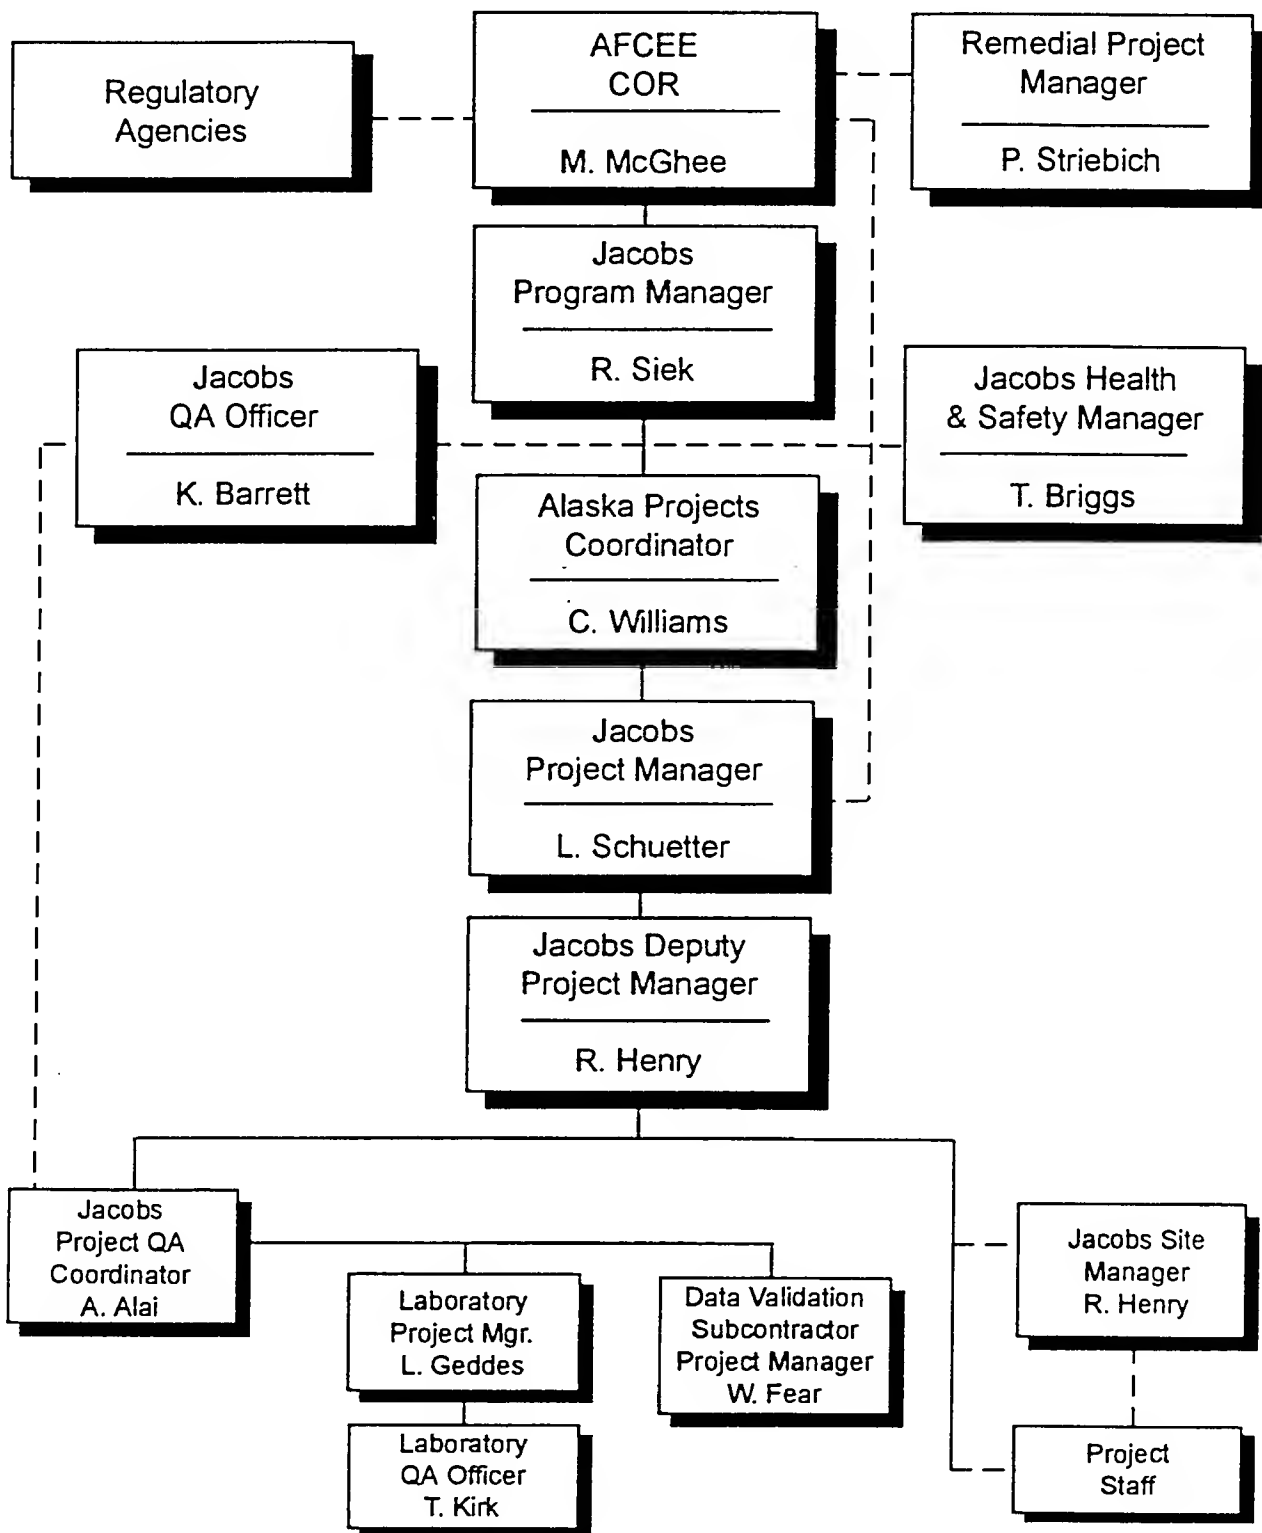 Regulatory
Agencies
AFCEE
COR
M. McGhee
Remedial Project
Manager
P. Striebich
Jacobs
Program Manager
R. Siek
Jacobs
QA Officer
K. Barrett
Jacobs Health
& Safety Manager
T. Briggs
Alaska Projects
Coordinator
C. Williams
Jacobs
Project Manager
L. Schuetter
Jacobs Deputy
Project Manager
R. Henry
Jacobs
Project QA
Coordinator
A. Alai
Laboratory
Project Mgr.
L. Geddes
Laboratory
QA Officer
T. Kirk
Data Validation
Subcontractor
Project Manager
W. Fear
Jacobs Site
Manager
R. Henry
Project
Staff